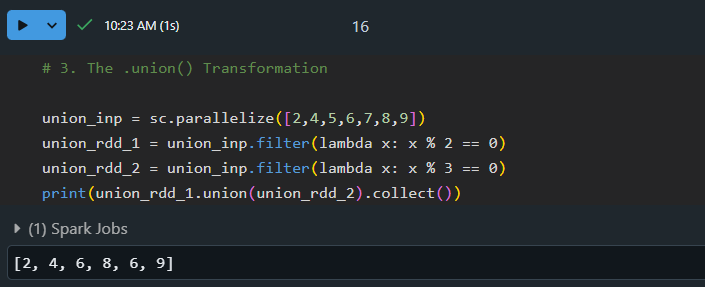 10:23 AM (1s)
16
# 3. The .union() Transformation
union_inp = sc.parallelize([2,4,5,6,7,8,9])
union_rdd_1 = union_inp.filter(lambda x: x % 2 == 0)
union_rdd_2 = union_inp.filter(lambda x: x % 3 == 0)
print(union_rdd_1.union(union_rdd_2).collect())
(1) Spark Jobs
[2, 4, 6, 8, 6, 9]